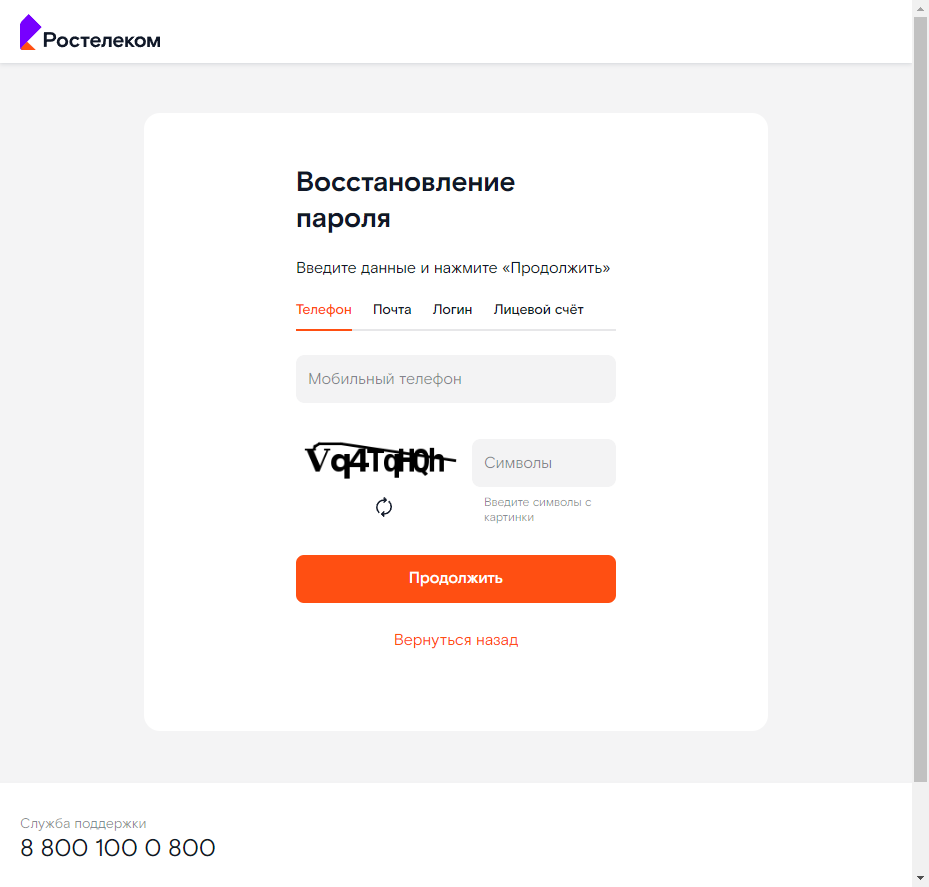 Ростелеком
Восстановление
пароля
Введите данные и нажмите «Продолжить»
Телефон Почта Логин Лицевой счёт
Мобильный телефон
Символы
Введите символы с
картинки
Продолжить
Вернуться назад
Служба поддержки
8 800 100 0 800